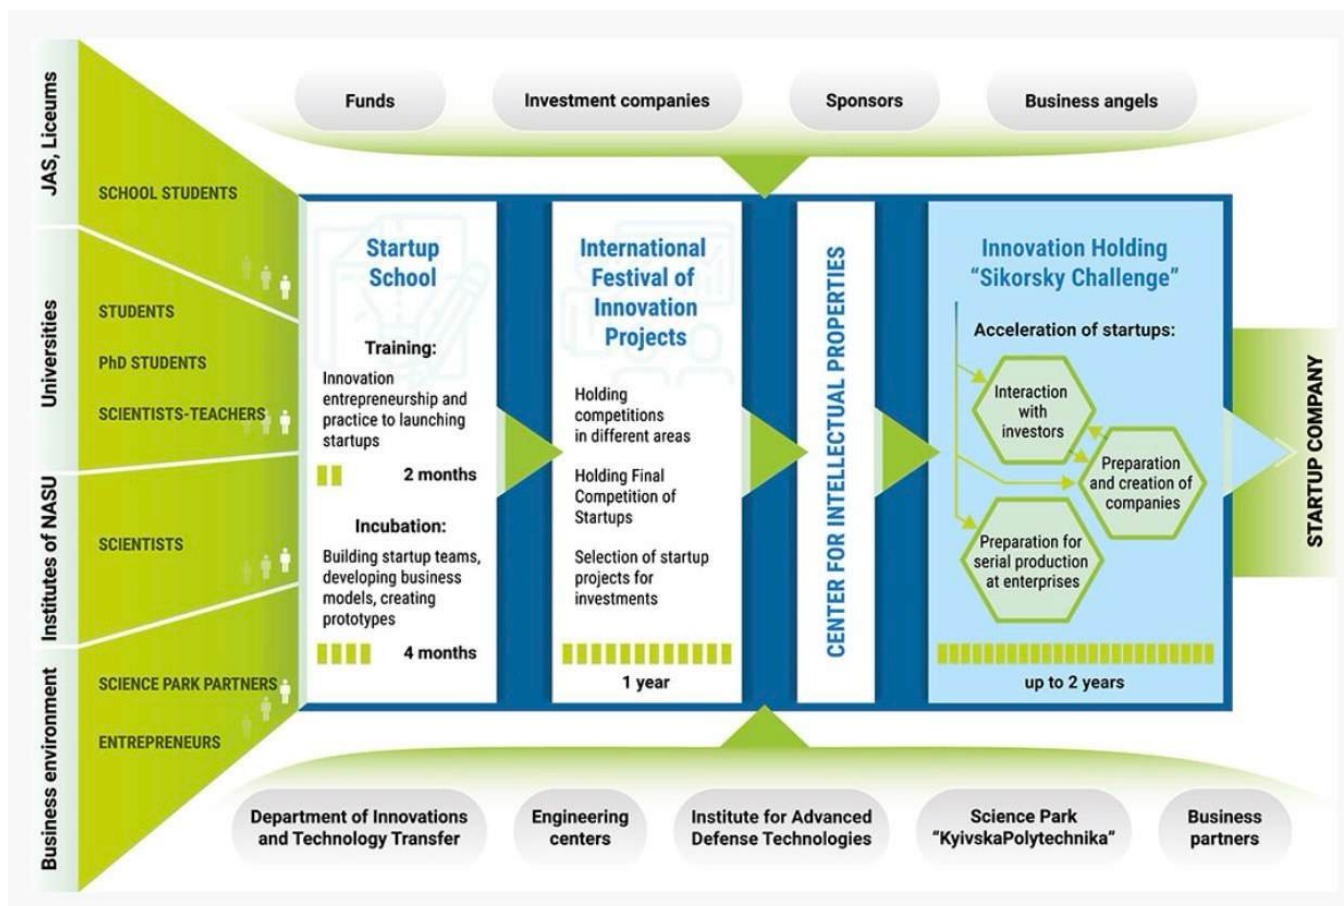 JAS, Liceums
Universities
Institutes of NASU
Business environment
SCHOOL STUDENTS
STUDENTS
PhD STUDENTS
SCIENTISTS-TEACHERS
SCIENTISTS
SCIENCE PARK PARTNERS
ENTREPRENEURS
Funds
Investment companies
Sponsors
Business angels
Startup
School
Training:
Innovation
entrepreneurship and
practice to launching
startups
2 months
Incubation:
Building startup teams,
developing business
models, creating
prototypes
4 months
International
Festival of
Innovation
Projects
Holding
competitions
in different areas
Holding Final
Competition of
Startups
Selection of startup
projects for
investments
1 year
CENTER FOR INTELLECTUAL PROPERTIES
Innovation Holding
“Sikorsky Challenge”
Acceleration of startups:
Interaction
with
investors
Preparation
and creation of
companies
Preparation for
serial production
at enterprises
up to 2 years
STARTUP COMPANY
Department of Innovations
and Technology Transfer
Engineering
centers
Institute for Advanced
Defense Technologies
Science Park
“KyivskaPolytechnika”
Business
partners